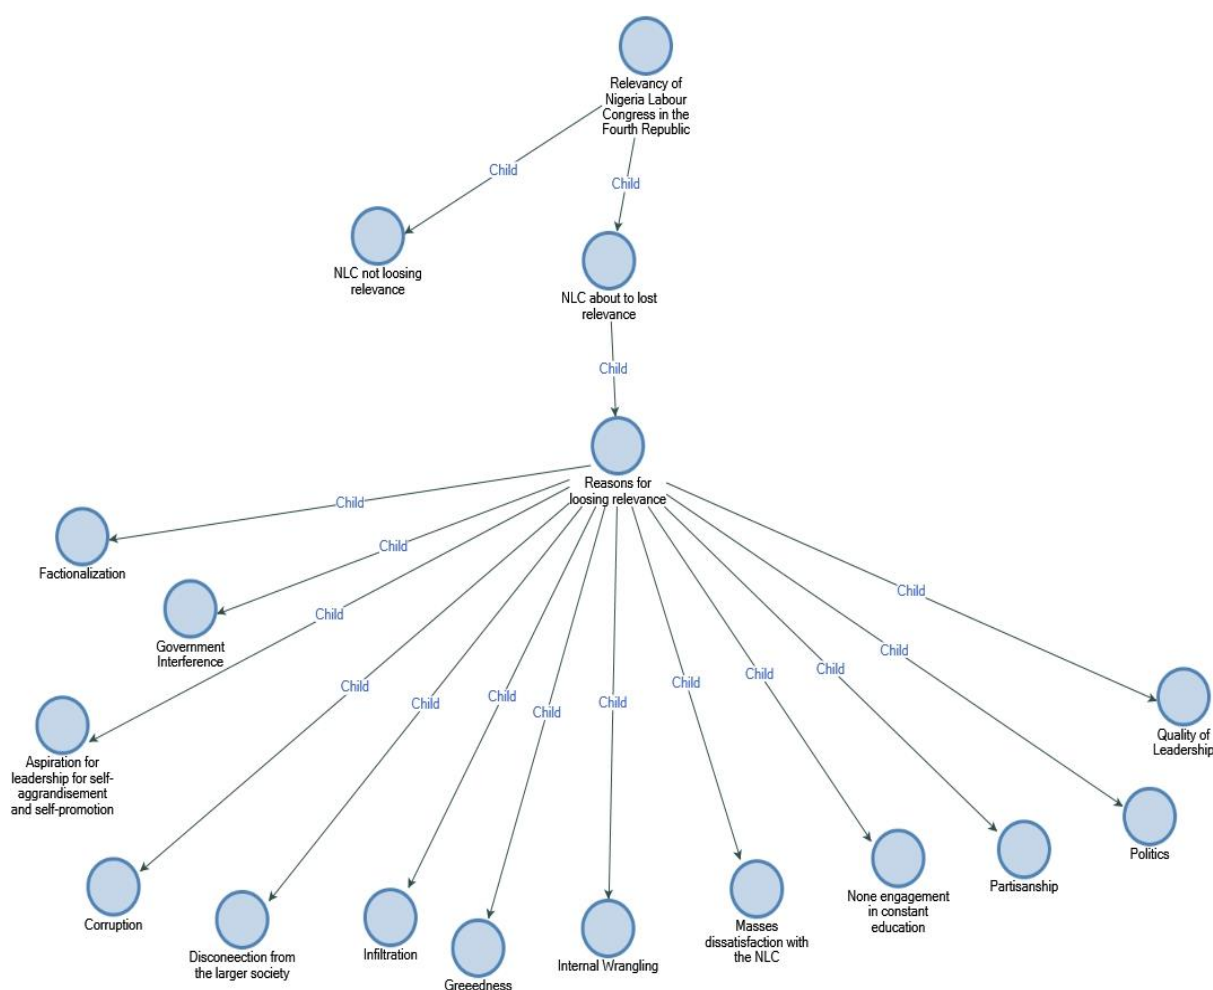 Relevancy of
Nigeria Labour
Congress in the
Fourth Republic
Child
Child
NLC not loosing
relevance
NLC about to lost
relevance
Child
Reasons for
loosing relevance
Child
Factionalization
Child
Government
Interference
Child
Aspiration for
leadership for self-
aggrandisement
and self-promotion
Child
Corruption
Child
Disconeection from
the larger society
Child
Infiltration
Child
Greeedness
Child
Internal Wrangling
Child
Masses
dissatisfaction with
the NLC
Child
None engagement
in constant
education
Child
Partisanship
Child
Politics
Child
Quality of
Leadership